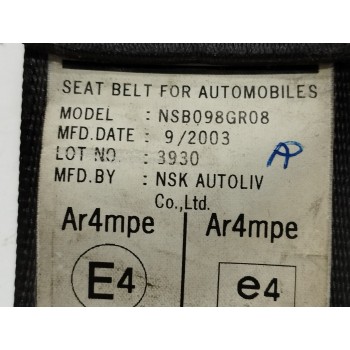 SEAT BELT FOR AUTOMOBILES
MODEL : NSB098GR08
MFD.DATE : 9/2003
LOT NO. : 3930
MFD.BY : NSK AUTOLIV
Co.,Ltd.
AP
Ar4mpe Ar4mpe
E4 e4